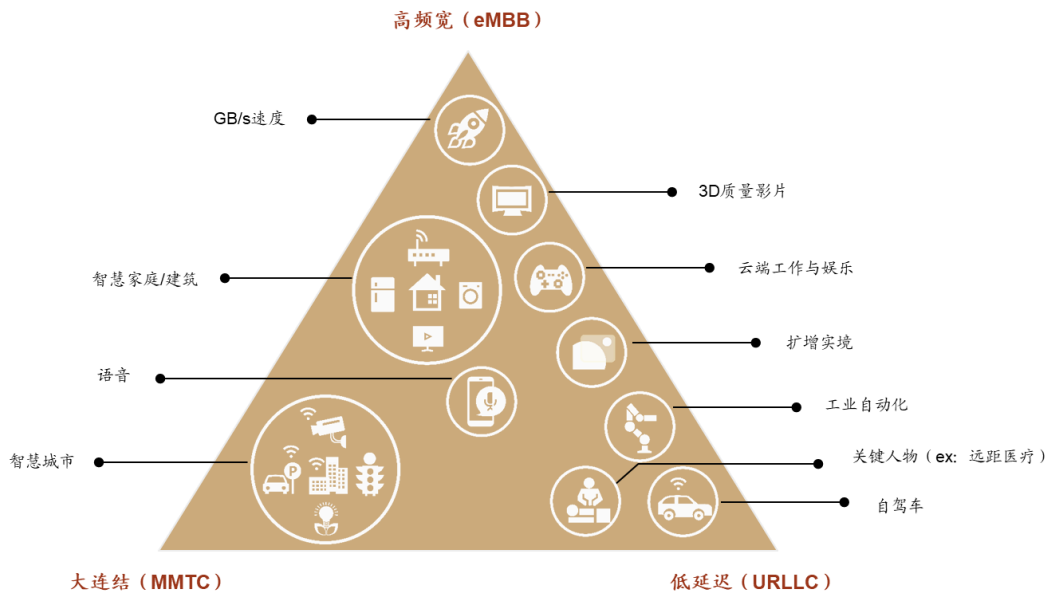 高频宽（eMBB）
GB/s速度
3D质量影片
云端工作与娱乐
智慧家庭/建筑
扩增实境
语音
工业自动化
关键人物（ex: 远距医疗）
智慧城市
P
自驾车
大连结（MMTC）
低延迟（URLLC）